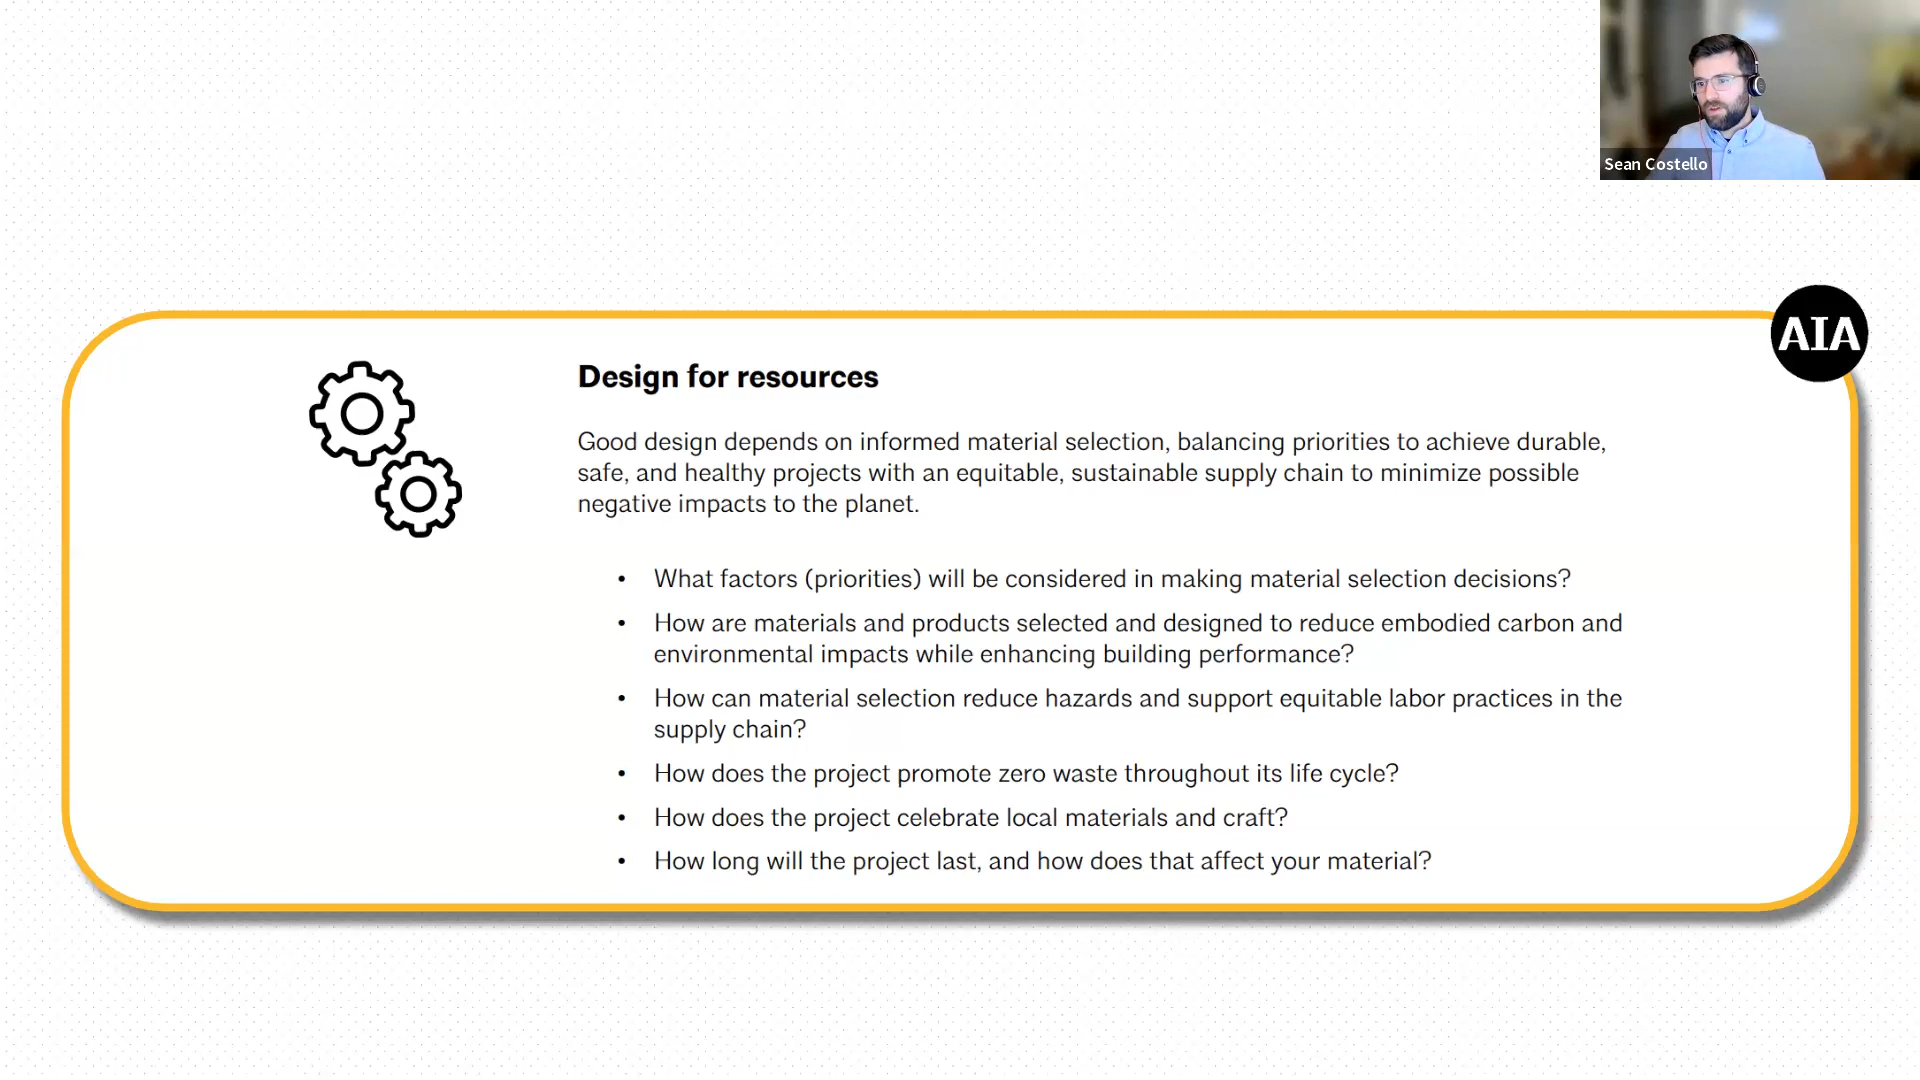 Sean Costello
AIA
Design for resources
Good design depends on informed material selection, balancing priorities to achieve durable,
safe, and healthy projects with an equitable, sustainable supply chain to minimize possible
negative impacts to the planet.
• What factors (priorities) will be considered in making material selection decisions?
• How are materials and products selected and designed to reduce embodied carbon and
environmental impacts while enhancing building performance?
• How can material selection reduce hazards and support equitable labor practices in the
supply chain?
• How does the project promote zero waste throughout its life cycle?
• How does the project celebrate local materials and craft?
• How long will the project last, and how does that affect your material?